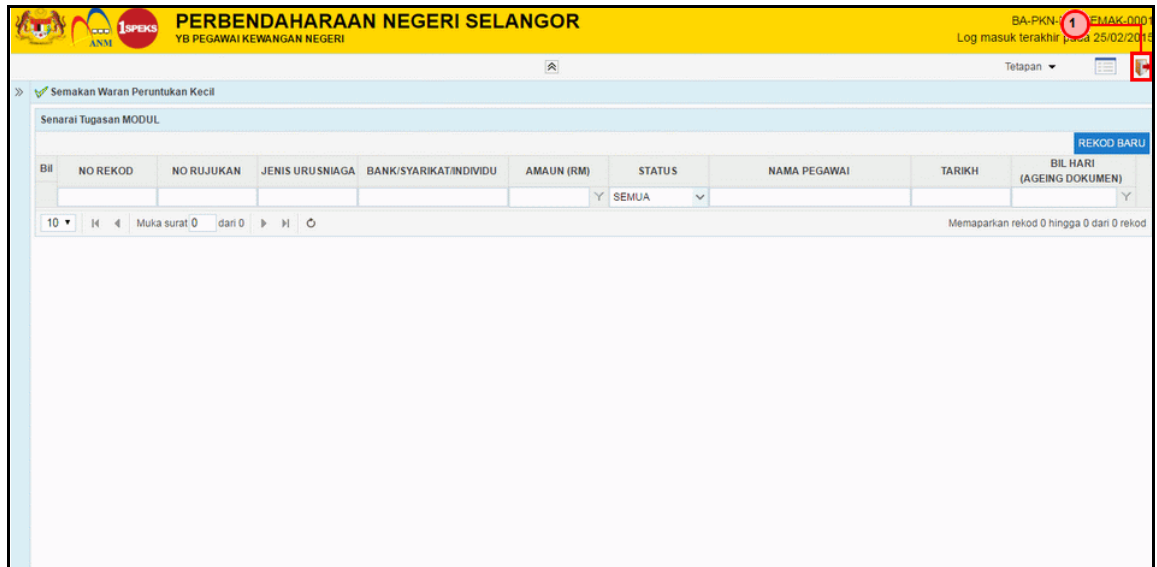 ANM
1SPEKS
PERBENDAHARAAN NEGERI SELANGOR
YB PEGAWAI KEWANGAN NEGERI
1
Log masuk terakhir pada 25/02/2015
Tetapan
Semakan Waran Peruntukan Kecil
Senarai Tugasan MODUL
REKOD BARU
Bil NO REKOD NO RUJUKAN JENIS URUSNIAGA BANK/SYARIKAT/INDIVIDU AMAUN (RM) STATUS NAMA PEGAWAI TARIKH BIL HARI
(AGEING DOKUMEN)
SEMUA
10 Muka surat 0 dari 0 Memaparkan rekod 0 hingga 0 dari 0 rekod